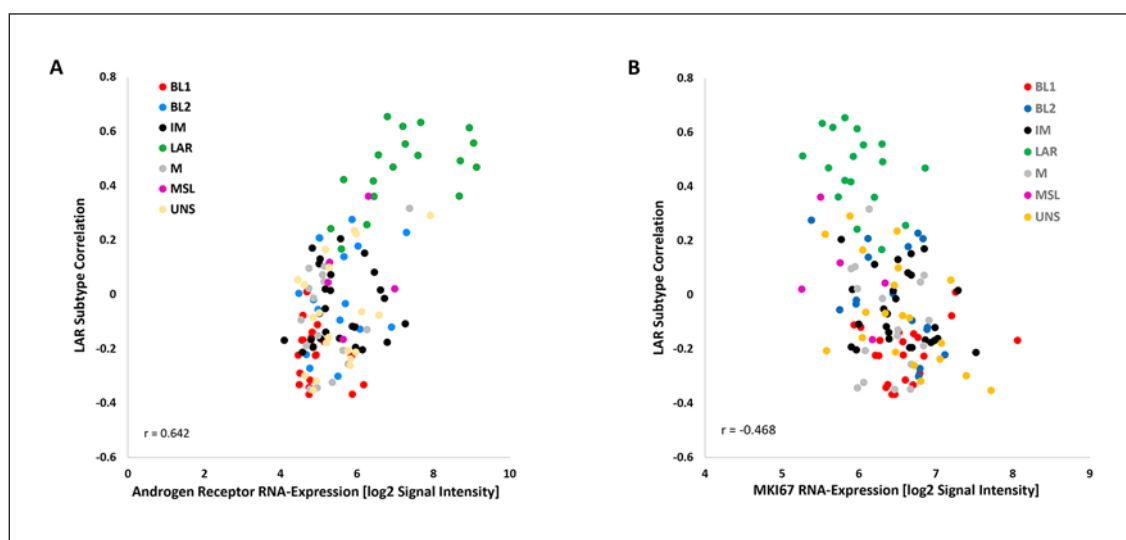 A
B
LAR Subtype Correlation
0.8
0.6
0.4
0.2
0
-0.2
-0.4
-0.6
BL1
BL2
IM
LAR
M
MSL
UNS
r = 0.642
0 2 4 6 8 10
Androgen Receptor RNA-Expression [log2 Signal Intensity]
LAR Subtype Correlation
0.8
0.6
0.4
0.2
0
-0.2
-0.4
-0.6
BL1
BL2
IM
LAR
M
MSL
UNS
r = -0.468
4 5 6 7 8 9
MKI67 RNA-Expression [log2 Signal Intensity]